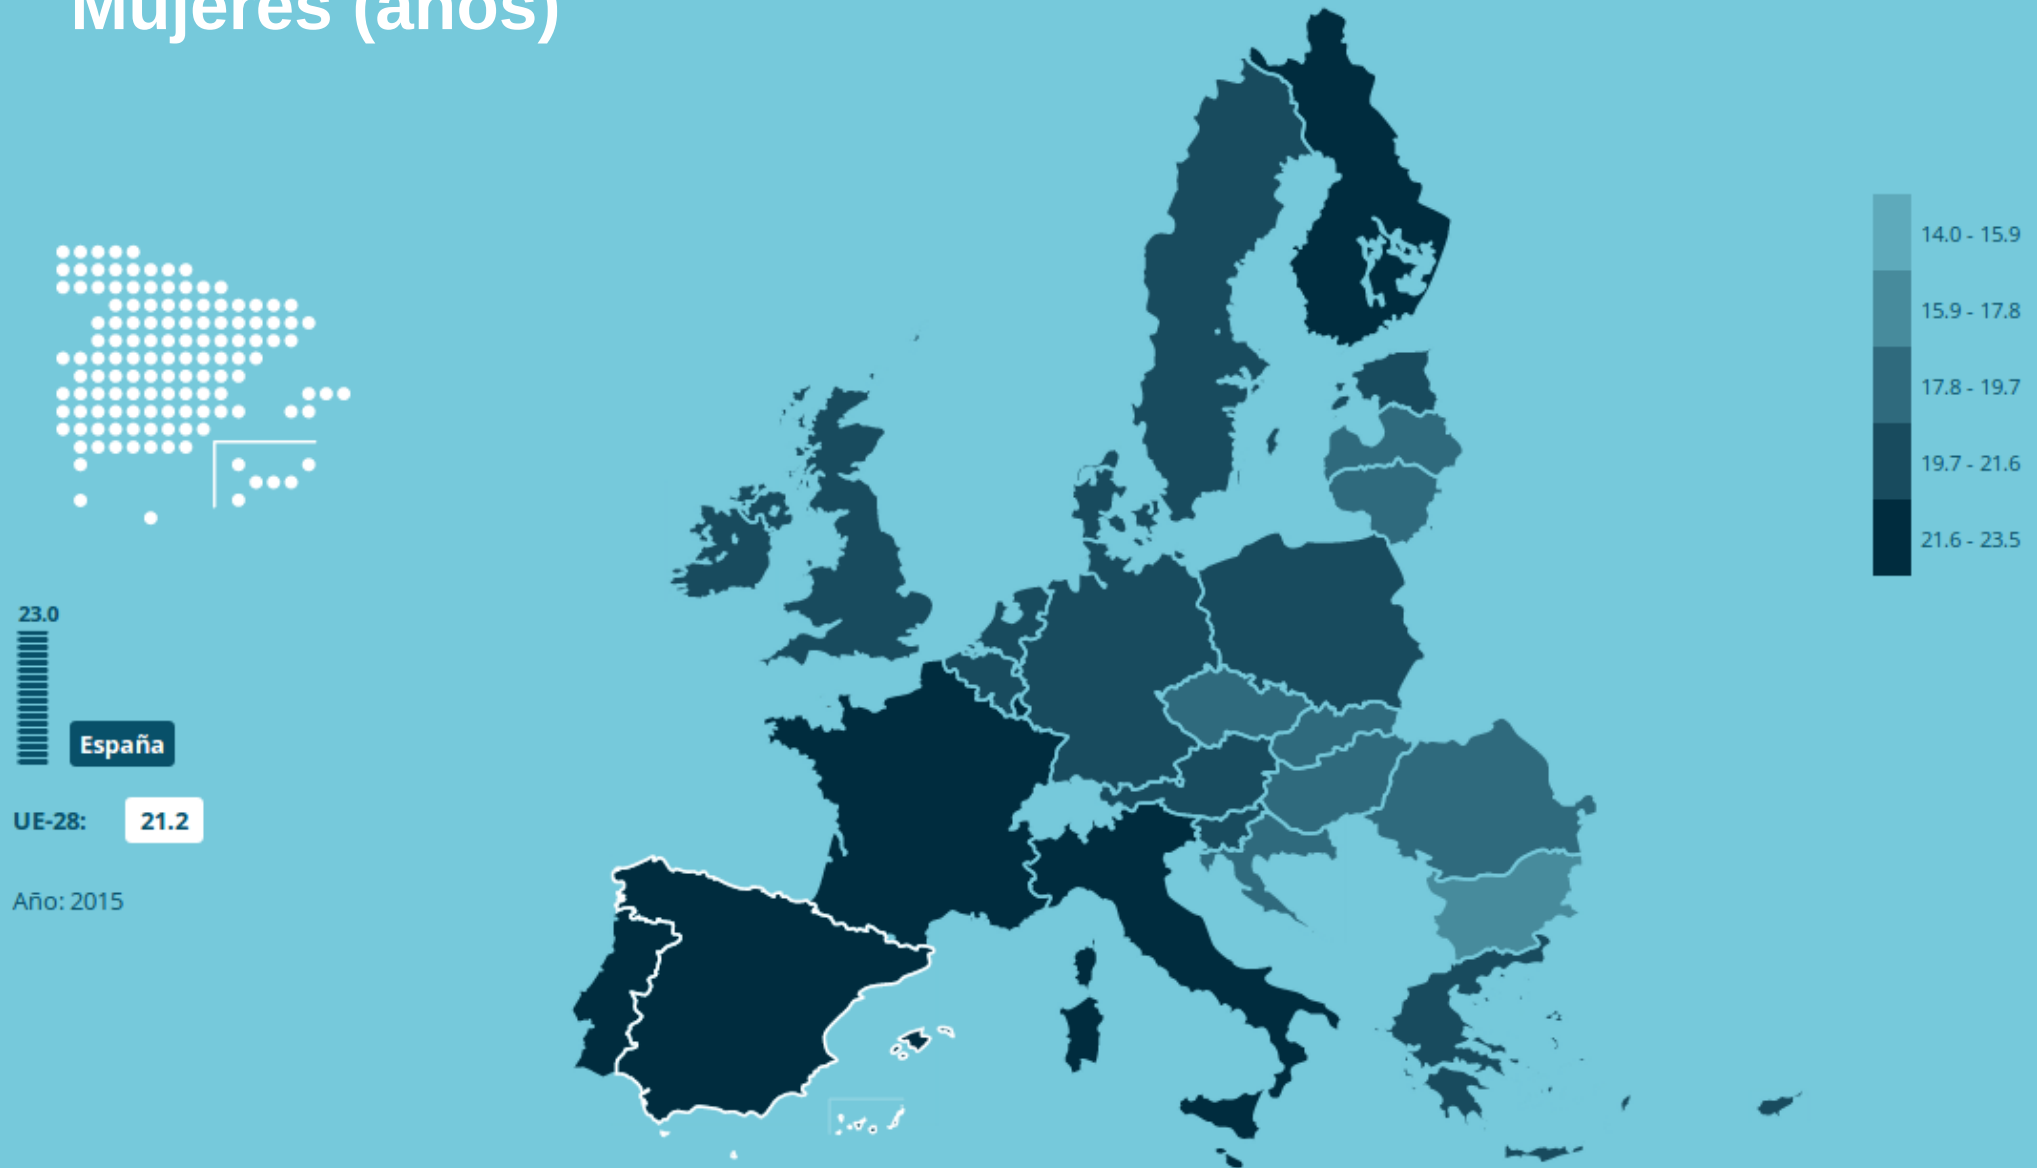 Mujeres (años)
14.0 - 15.9
15.9 - 17.8
17.8 - 19.7
19.7 - 21.6
21.6 - 23.5
23.0
España
UE-28: 21.2
Año: 2015